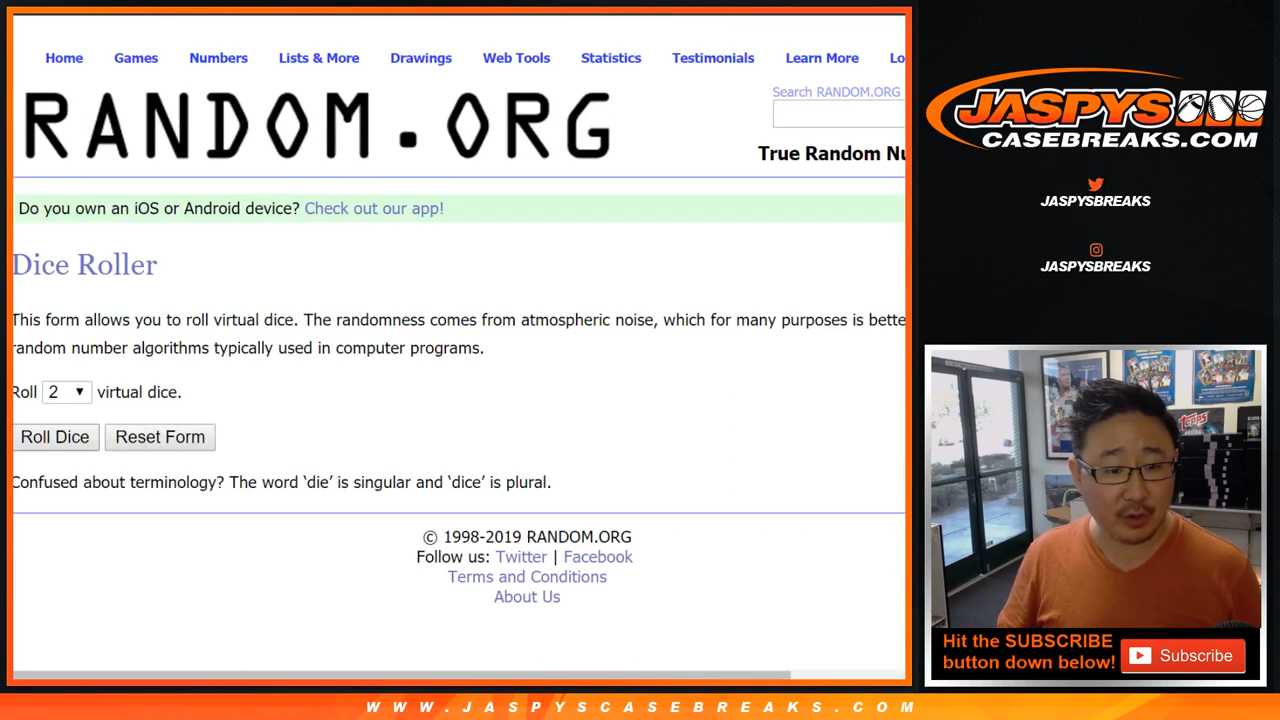 Home Games Numbers Lists & More Drawings Web Tools Statistics Testimonials Learn More Lo
Search RANDOM.ORG
RANDOM.ORG
True Random Nu
Do you own an iOS or Android device? Check out our app!
Dice Roller
This form allows you to roll virtual dice. The randomness comes from atmospheric noise, which for many purposes is bette
random number algorithms typically used in computer programs.
Roll 2 virtual dice.
Roll Dice Reset Form
Confused about terminology? The word ‘die’ is singular and ‘dice’ is plural.
© 1998-2019 RANDOM.ORG
Follow us: Twitter | Facebook
Terms and Conditions
About Us
JASPYS
CASEBREAKS.COM
JASPYSBREAKS
JASPYSBREAKS
TOPPS
Hit the SUBSCRIBE
button down below!
Subscribe
WWW.JASPYSCASEBREAKS.COM